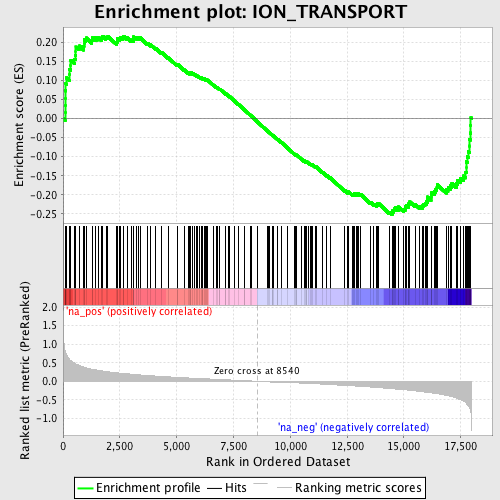 Enrichment plot: ION_TRANSPORT
Enrichment score (ES)
0.20
0.15
0.10
0.05
0.00
-0.05
-0.10
-0.15
-0.20
-0.25
'na_pos' (positively correlated)
Ranked list metric (PreRanked)
2.0
1.5
1.0
0.5
0.0
-0.5
-1.0
Zero cross at 8540
'na_neg' (negatively correlated)
0
2,500
5,000
7,500
10,000
12,500
15,000
17,500
Rank in Ordered Dataset
Enrichment profile
Hits
Ranking metric scores